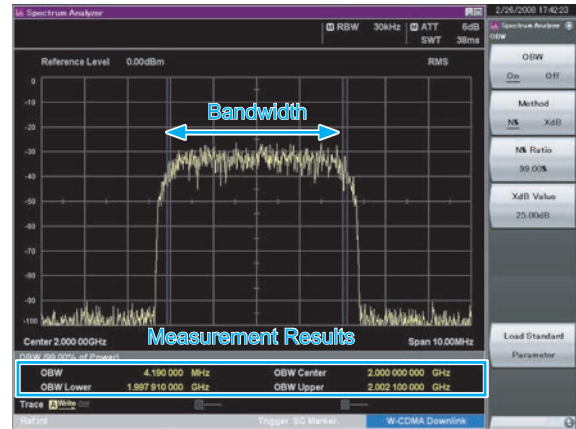 Spectrum Analyzer
2/26/2008 17:42:23
RBW 30kHz ATT 6dB
SWT 38ms
Reference Level 0.00dBm RMS
Spectrum Analyzer
OBW
OBW
On Off
Method
N% XdB
N% Ratio
99.00%
XdB Value
25.00dB
Load Standard
Parameter
0
-10
-20
-30
-40
-50
-60
-70
-80
-90
-100
Bandwidth
Center 2.000 00GHz
Measurement Results
Span 10.00MHz
OBW (99.00% of Power)
OBW 4.190 000 MHz OBW Center 2.000 000 000 GHz
OBW Lower 1.997 910 000 GHz OBW Upper 2.002 100 000 GHz
Trace A Write Off
Ref.Int Trigger SG Marker W-CDMA Downlink